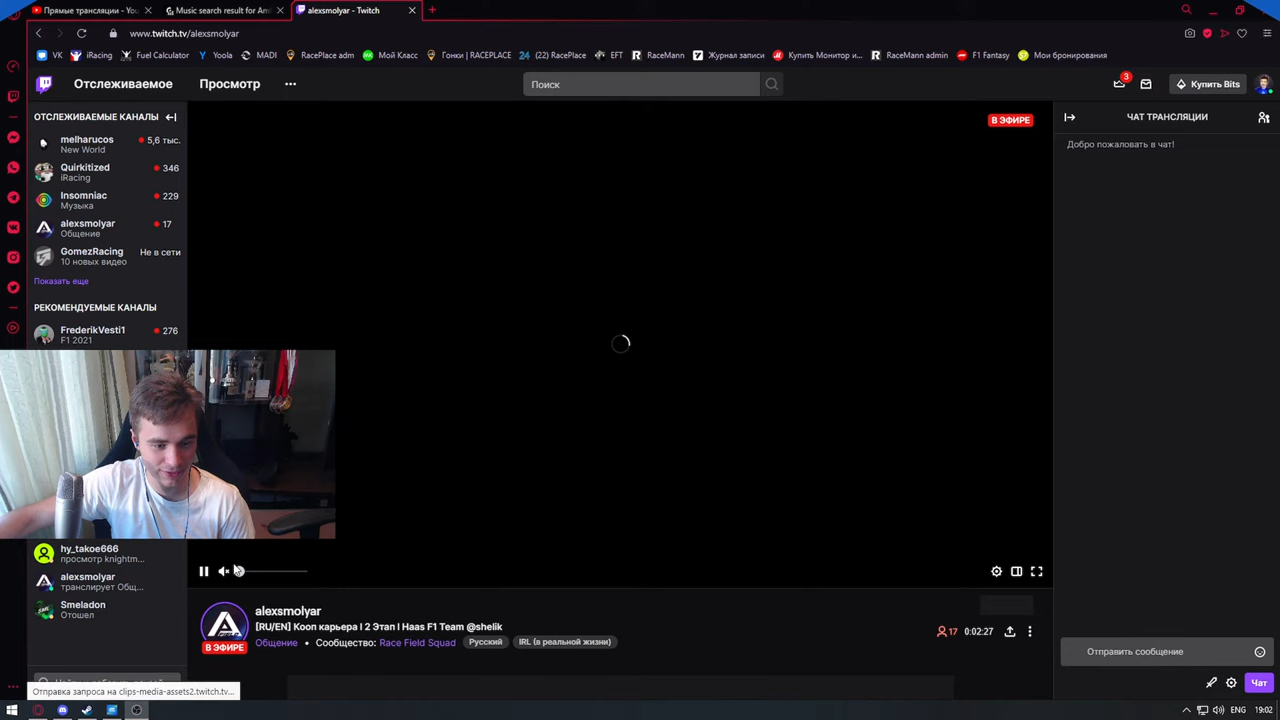 Прямые трансляции - You
Music search result for Am
alexsmolyar - Twitch
www.twitch.tv/alexsmolyar
VK
iRacing
Fuel Calculator
Yoola
MADI
RacePlace adm
Мой Класс
Гонки | RACEPLACE
24 (22) RacePlace
EFT
RaceMann
Журнал записи
Купить Монитор и...
RaceMann admin
F1 Fantasy
Мои бронирования
Отслеживаемое
Просмотр
Поиск
3
Купить Bits
ОТСЛЕЖИВАЕМЫЕ КАНАЛЫ
melharucos 5,6 тыс.
New World
Quirkitized 346
iRacing
Insomniac 229
Музыка
alexsmolyar 17
Общение
GomezRacing Не в сети
10 новых видео
Показать еще
РЕКОМЕНДУЕМЫЕ КАНАЛЫ
FrederikVesti1 276
F1 2021
hy_takoe666
просмотр knightm...
alexsmolyar
транслирует Общ...
Smeladon
Отошел
Отправка запроса на clips-media-assets2.twitch.tv...
В ЭФИРЕ
alexsmolyar
[RU/EN] Кооп карьера l 2 Этап l Haas F1 Team @shelik
Общение • Сообщество: Race Field Squad Русский IRL (в реальной жизни)
В ЭФИРЕ
17 0:02:27
ЧАТ ТРАНСЛЯЦИИ
Добро пожаловать в чат!
Отправить сообщение
Чат
ENG 19:02